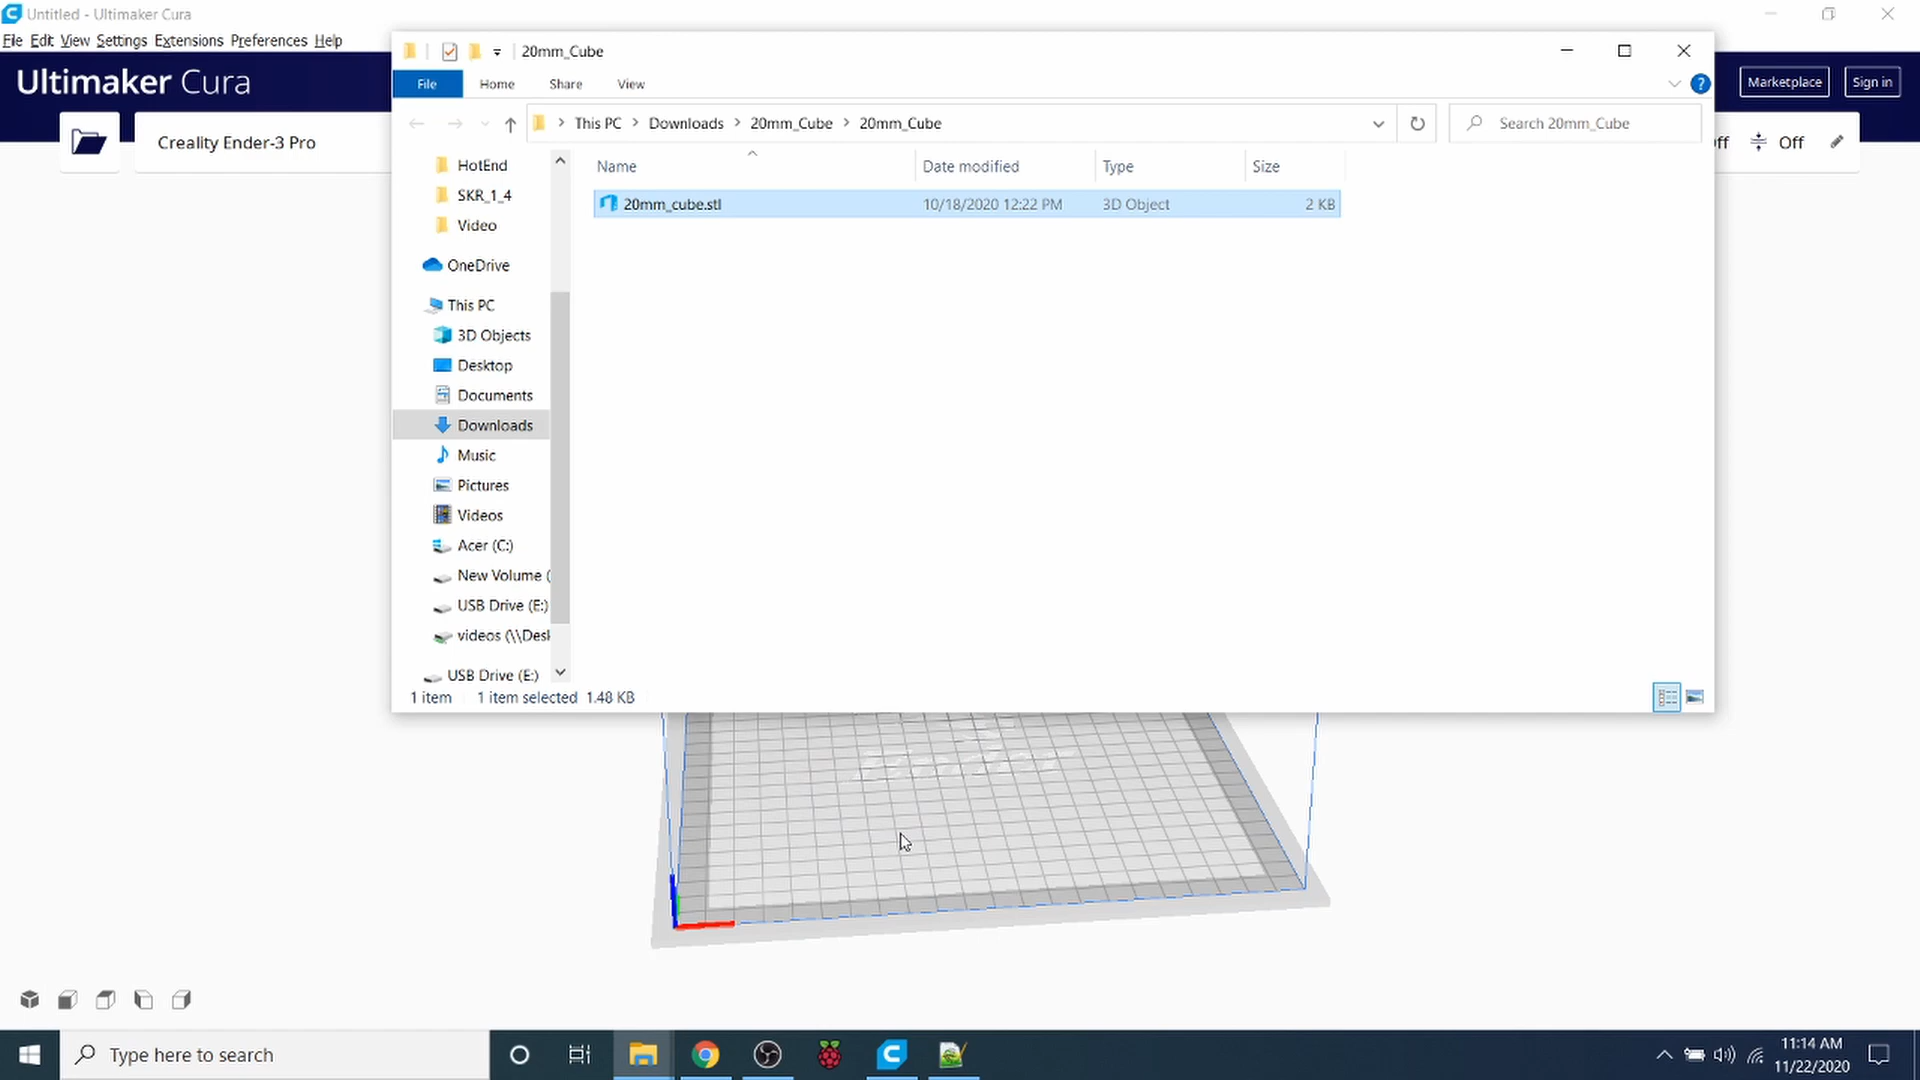 Untitled - Ultimaker Cura
File Edit View Settings Extensions Preferences Help
Ultimaker Cura
Marketplace
Sign in
Creality Ender-3 Pro
Off
20mm_Cube
File Home Share View
This PC > Downloads > 20mm_Cube > 20mm_Cube
Search 20mm_Cube
Name Date modified Type Size
20mm_cube.stl 10/18/2020 12:22 PM 3D Object 2 KB
HotEnd
SKR_1_4
Video
OneDrive
This PC
3D Objects
Desktop
Documents
Downloads
Music
Pictures
Videos
Acer (C:)
New Volume (
USB Drive (E:)
videos (\\Desk
USB Drive (E:)
1 item 1 item selected 1.48 KB
Type here to search
11:14 AM
11/22/2020